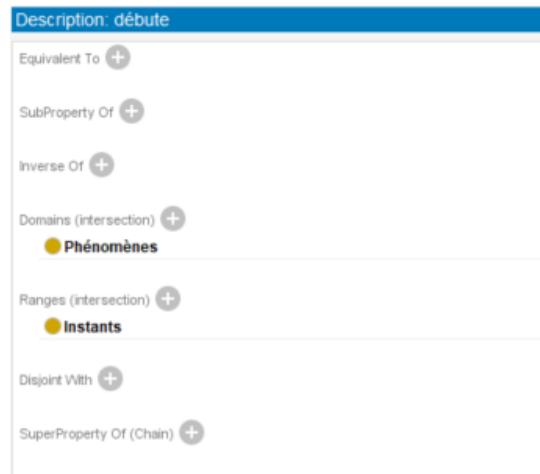 Description: débute
Equivalent To
SubProperty Of
Inverse Of
Domains (intersection)
Phénomènes
Ranges (intersection)
Instants
Disjoint With
SuperProperty Of (Chain)